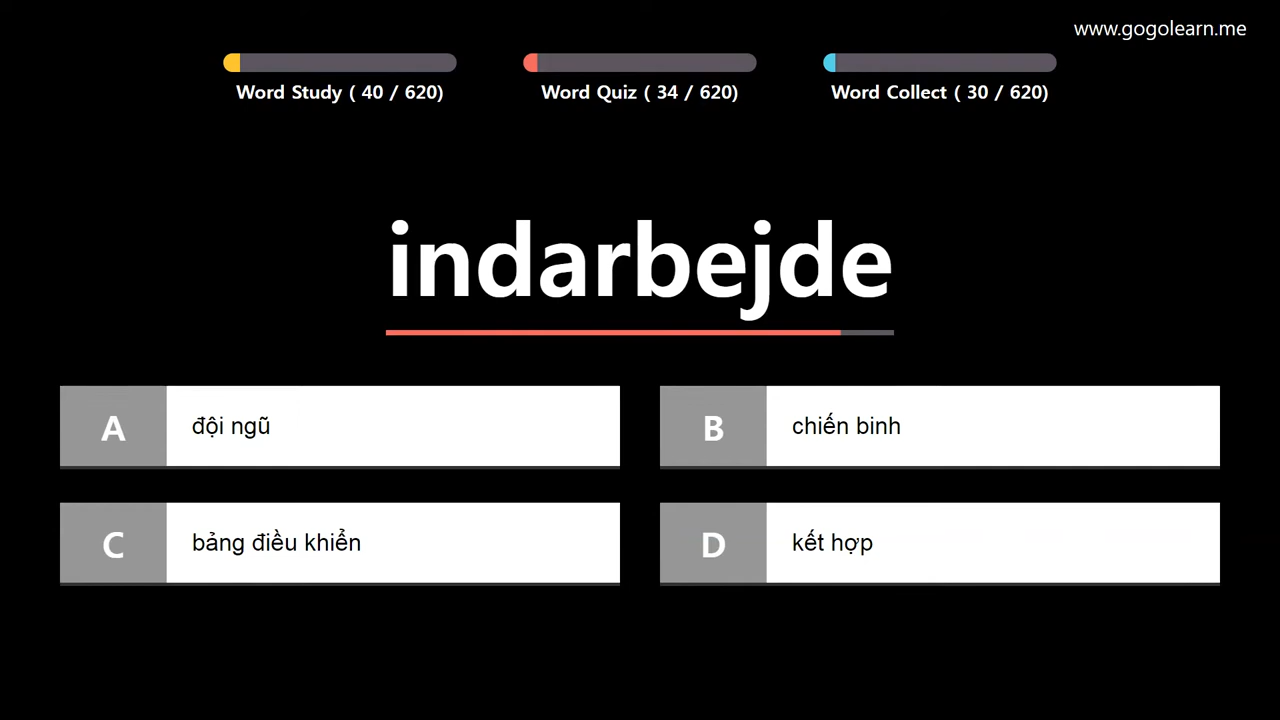 www.gogolearn.me
Word Study ( 40 / 620)
Word Quiz ( 34 / 620)
Word Collect ( 30 / 620)
indarbejde
A đội ngũ
B chiến binh
C bảng điều khiển
D kết hợp